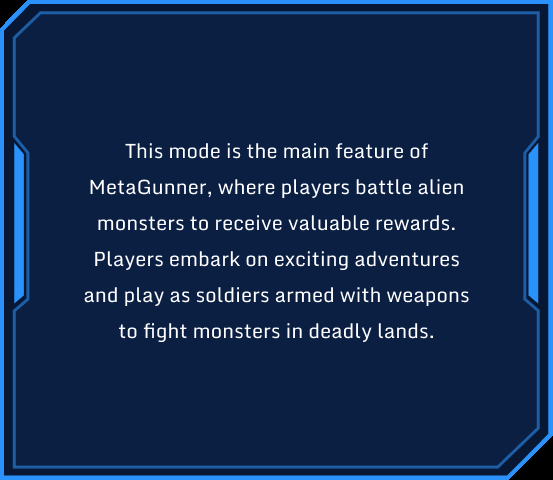 This mode is the main feature of
MetaGunner, where players battle alien
monsters to receive valuable rewards.
Players embark on exciting adventures
and play as soldiers armed with weapons
to fight monsters in deadly lands.